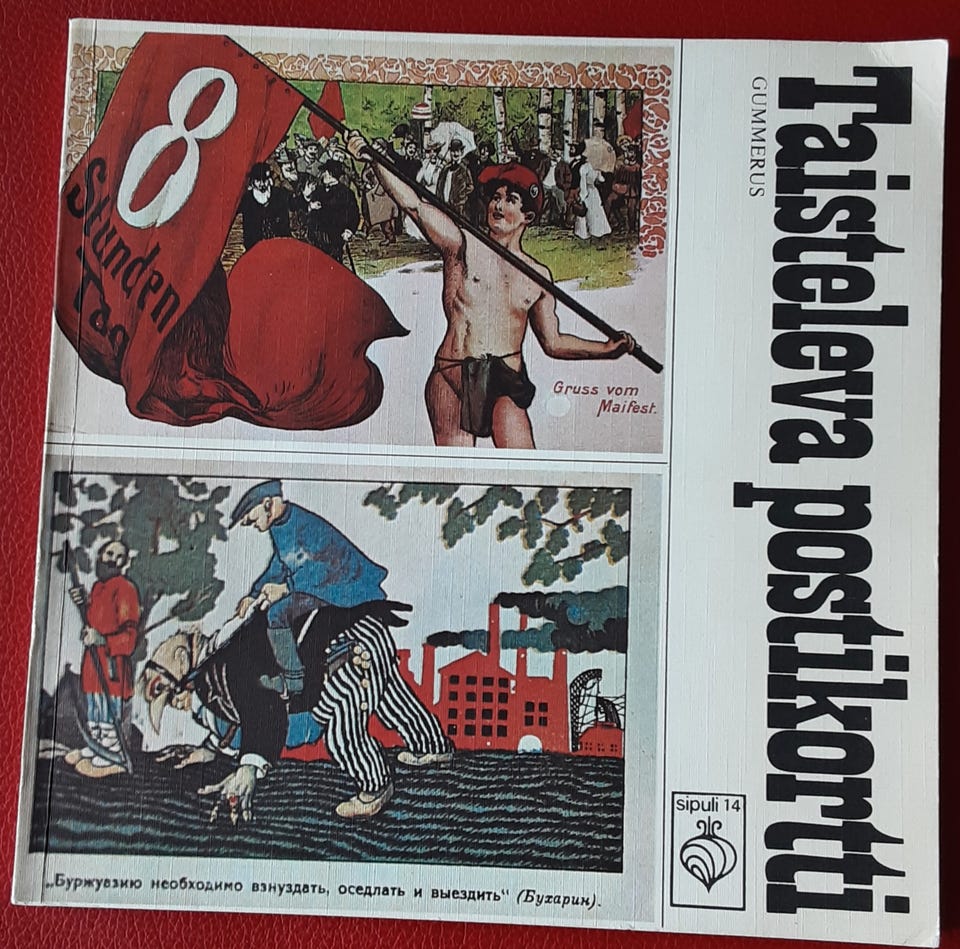 Taisteleva postikortti
GUMMERUS
8
Stunden
Tag
Gruss vom
Maifest.
„Буржуазию необходимо взнуздать, оседлать и выездить“ (Бухарин).
sipuli 14